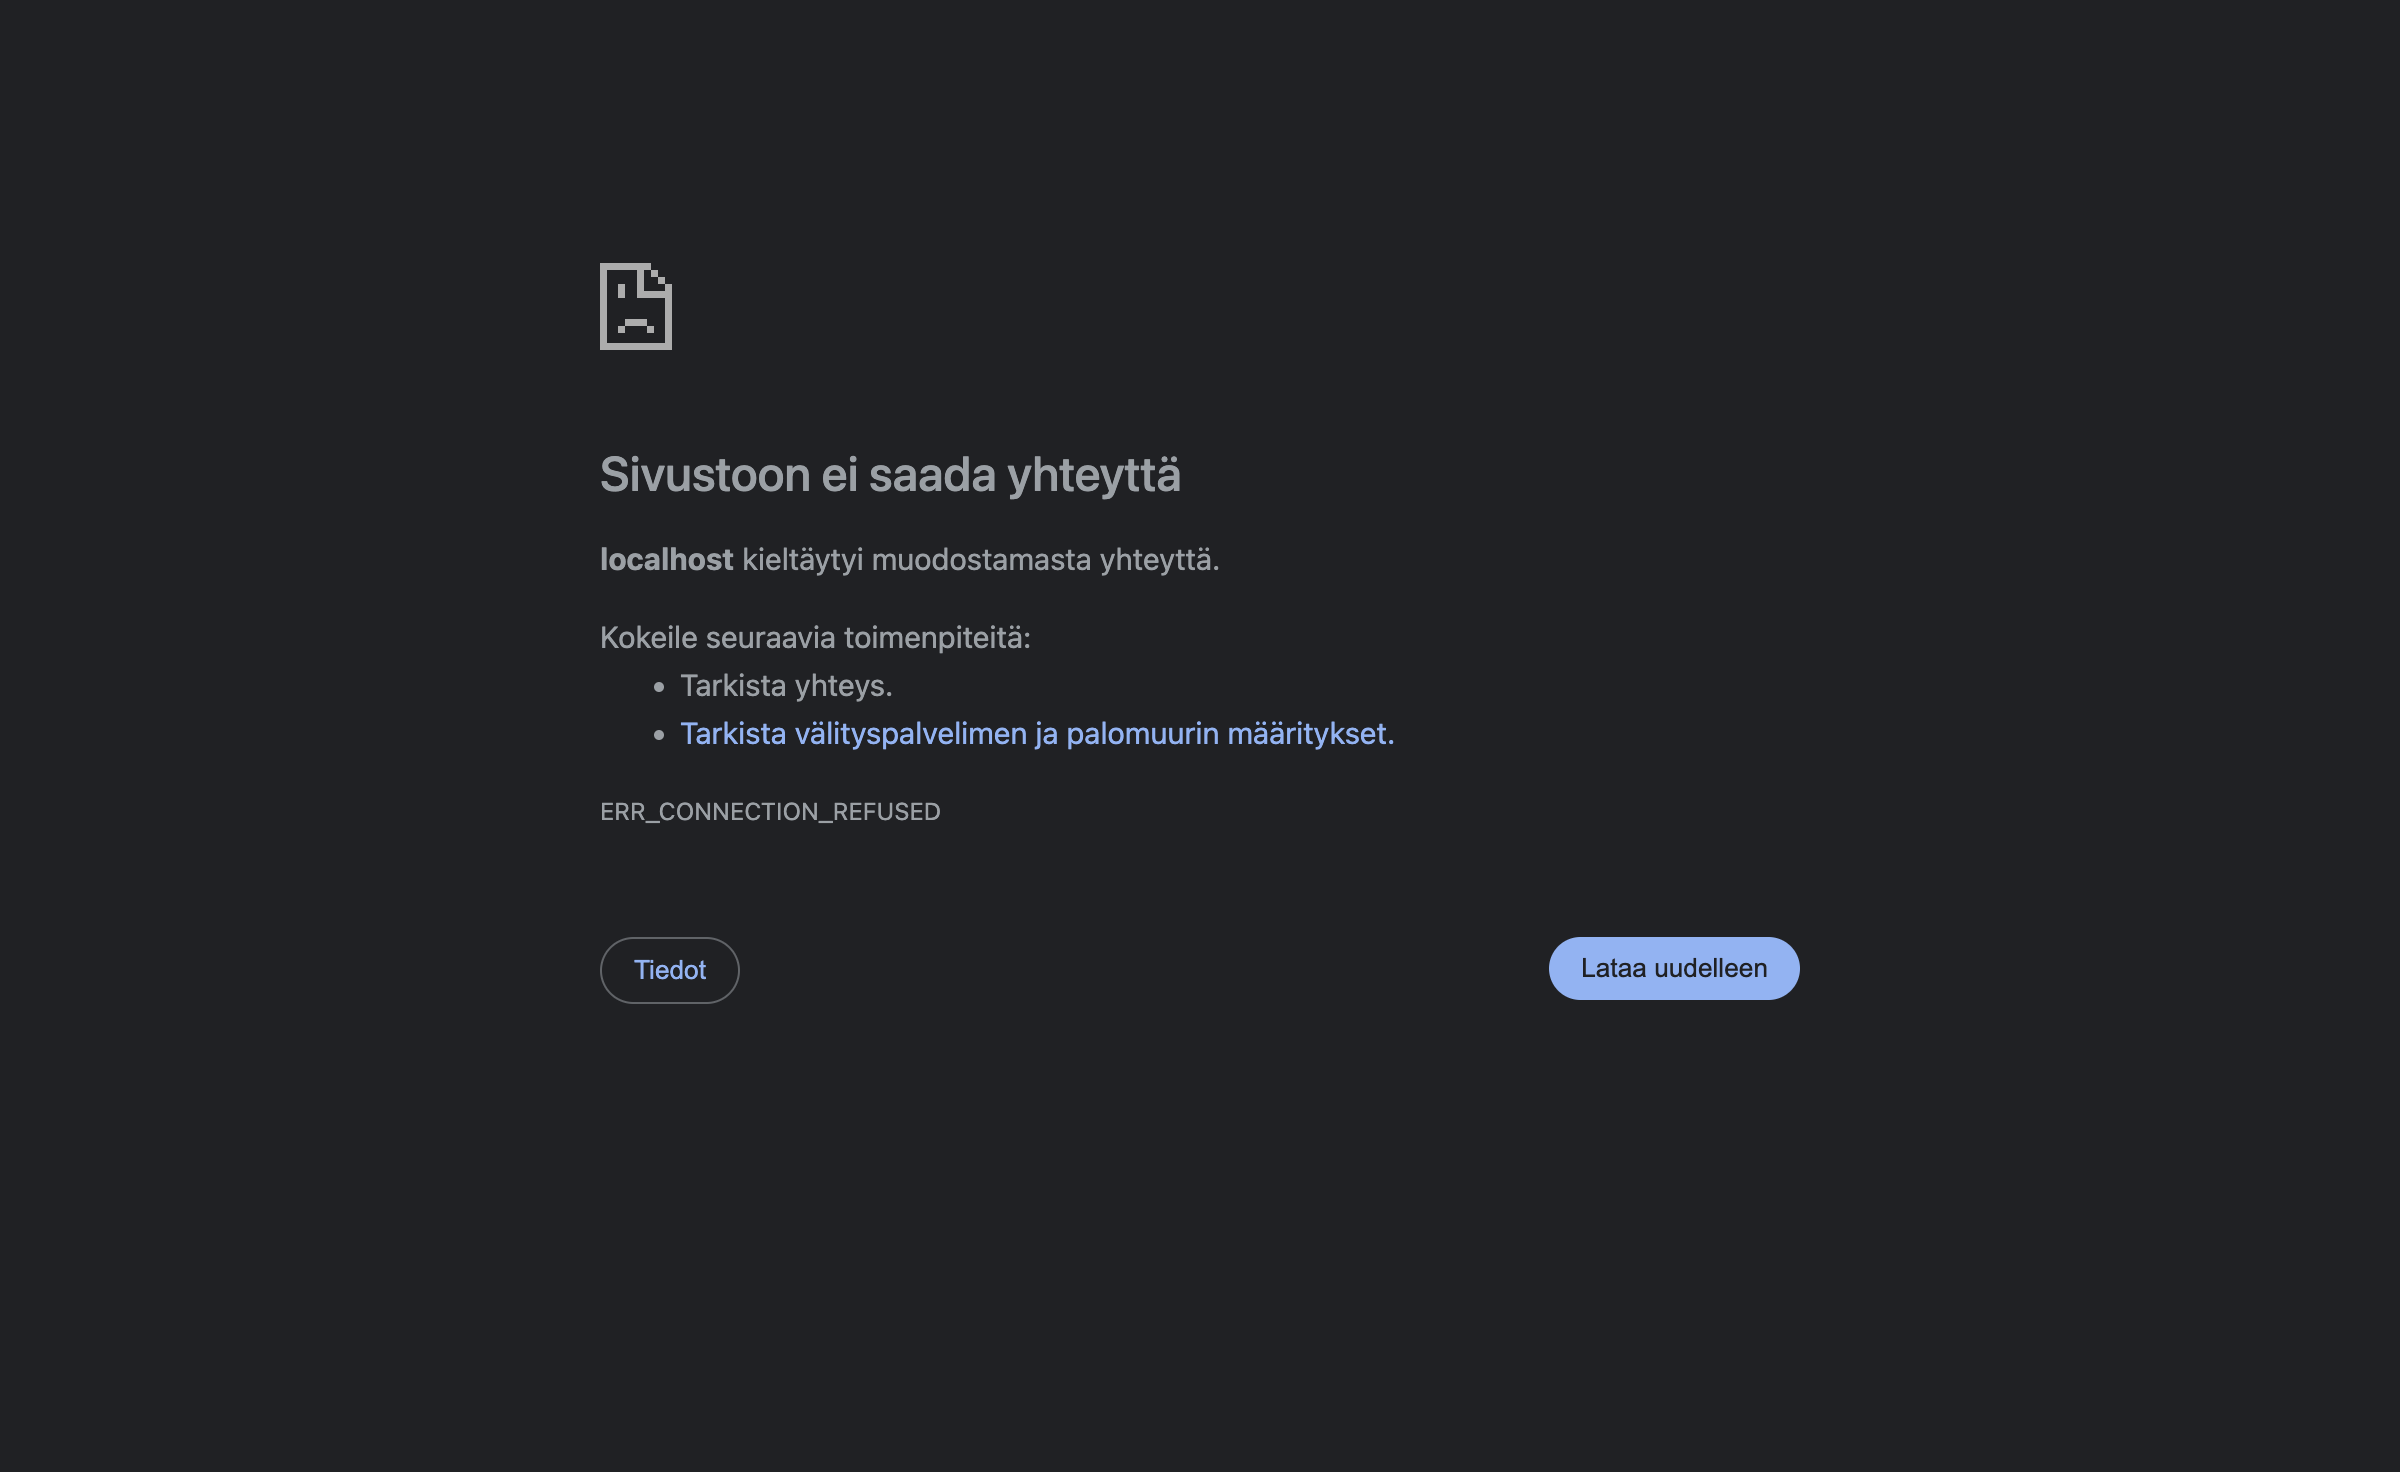 Sivustoon ei saada yhteyttä
localhost kieltäytyi muodostamasta yhteyttä.
Kokeile seuraavia toimenpiteitä:
Tarkista yhteys.
Tarkista välityspalvelimen ja palomuurin määritykset.
ERR_CONNECTION_REFUSED
Tiedot
Lataa uudelleen